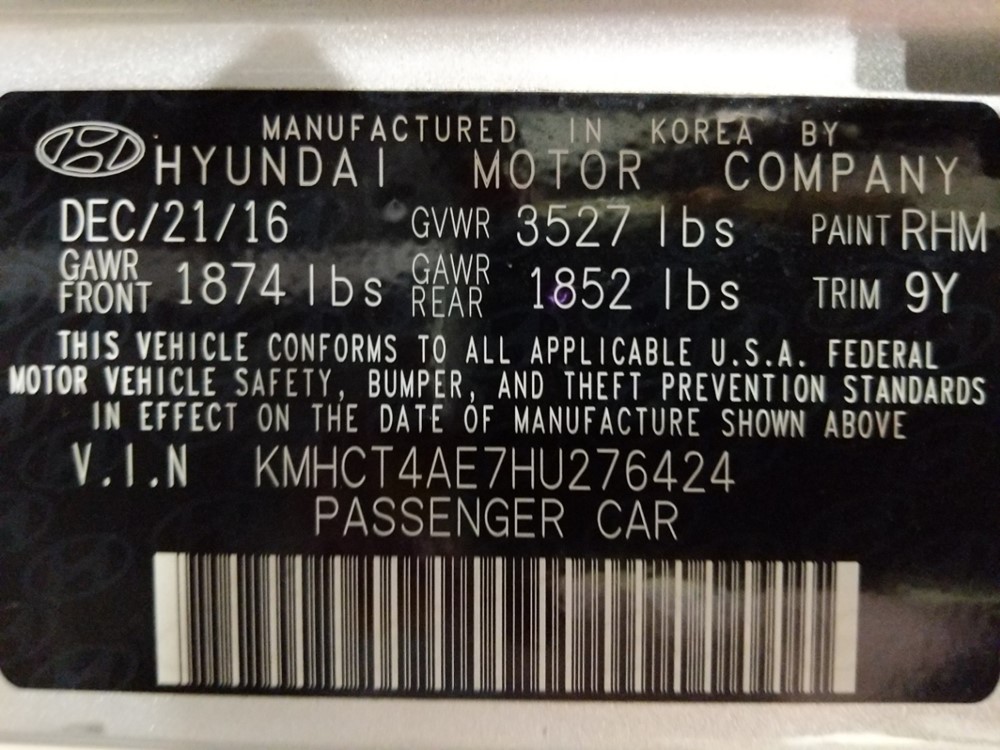 MANUFACTURED IN KOREA BY
HYUNDAI MOTOR COMPANY
DEC/21/16 GVWR 3527 lbs PAINT RHM
GAWR FRONT 1874 lbs GAWR REAR 1852 lbs TRIM 9Y
THIS VEHICLE CONFORMS TO ALL APPLICABLE U.S.A. FEDERAL
MOTOR VEHICLE SAFETY, BUMPER, AND THEFT PREVENTION STANDARDS
IN EFFECT ON THE DATE OF MANUFACTURE SHOWN ABOVE
V.I.N KMHCT4AE7HU276424
PASSENGER CAR